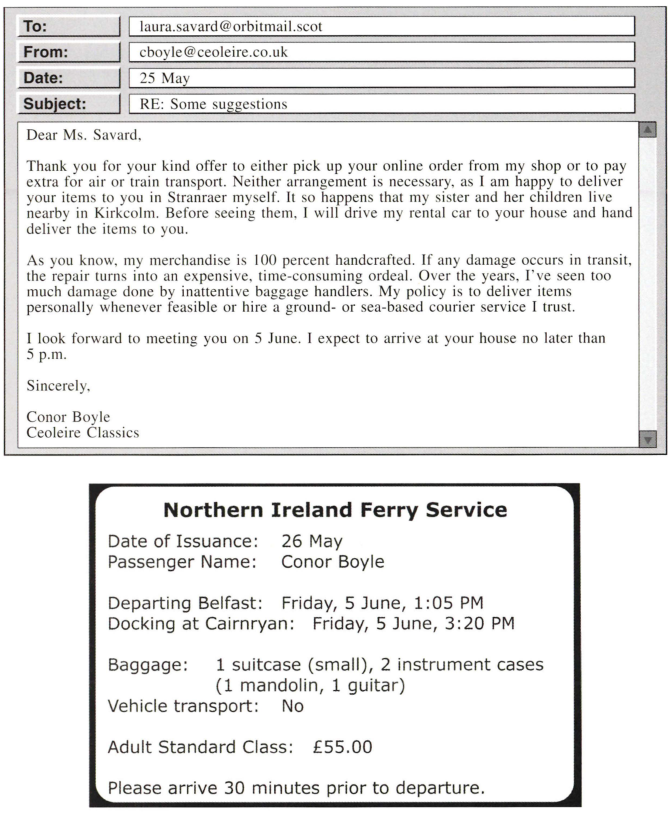 To: laura.savard@orbitmail.scot
From: cboyle@ceoleire.co.uk
Date: 25 May
Subject: RE: Some suggestions
Dear Ms. Savard,
Thank you for your kind offer to either pick up your online order from my shop or to pay
extra for air or train transport. Neither arrangement is necessary, as I am happy to deliver
your items to you in Stranraer myself. It so happens that my sister and her children live
nearby in Kirkcolm. Before seeing them, I will drive my rental car to your house and hand
deliver the items to you.
As you know, my merchandise is 100 percent handcrafted. If any damage occurs in transit,
the repair turns into an expensive, time-consuming ordeal. Over the years, I've seen too
much damage done by inattentive baggage handlers. My policy is to deliver items
personally whenever feasible or hire a ground- or sea-based courier service I trust.
I look forward to meeting you on 5 June. I expect to arrive at your house no later than
5 p.m.
Sincerely,
Conor Boyle
Ceoleire Classics
Northern Ireland Ferry Service
Date of Issuance: 26 May
Passenger Name: Conor Boyle
Departing Belfast: Friday, 5 June, 1:05 PM
Docking at Cairnryan: Friday, 5 June, 3:20 PM
Baggage: 1 suitcase (small), 2 instrument cases
(1 mandolin, 1 guitar)
Vehicle transport: No
Adult Standard Class: £55.00
Please arrive 30 minutes prior to departure.